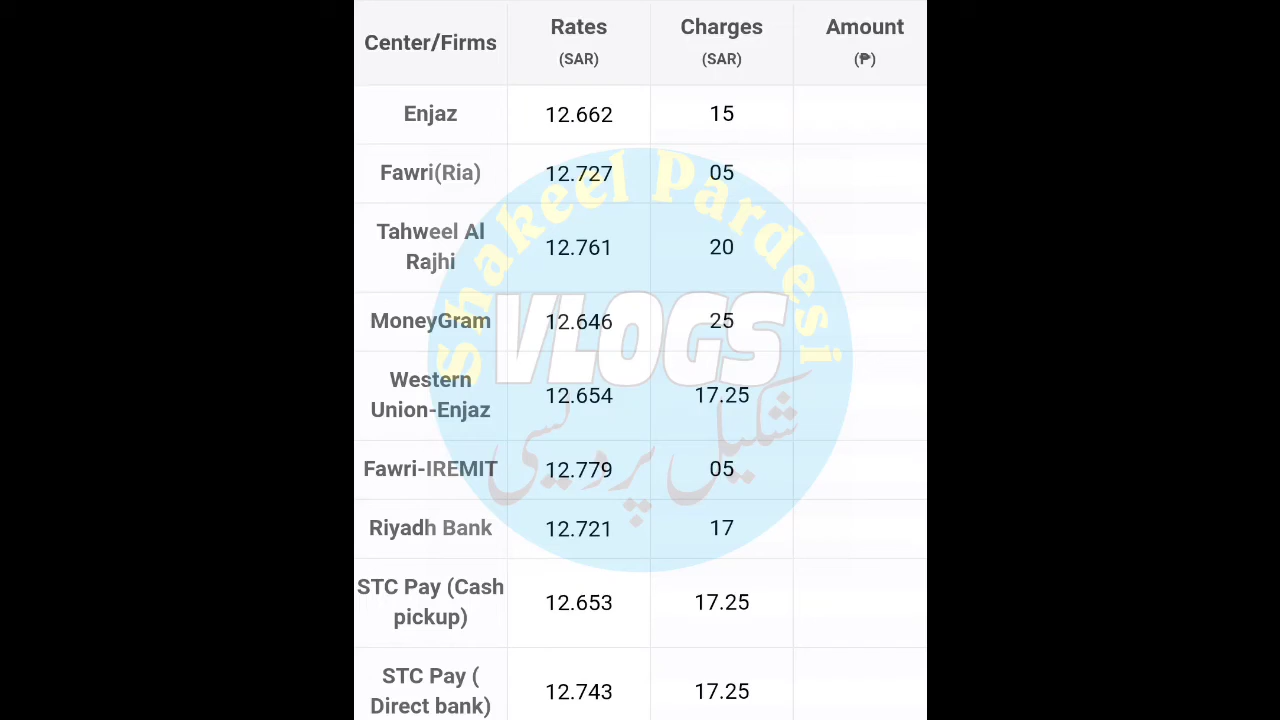 Center/Firms Rates Charges Amount
(SAR) (SAR) (₱)
Enjaz 12.662 15
Fawri(Ria) 12.727 05
Tahweel Al
Rajhi 12.761 20
MoneyGram 12.646 25
Western
Union-Enjaz 12.654 17.25
Fawri-IREMIT 12.779 05
Riyadh Bank 12.721 17
STC Pay (Cash
pickup) 12.653 17.25
STC Pay (
Direct bank) 12.743 17.25
Shakeel Pardesi
VLOGS
شکیل پردیسی